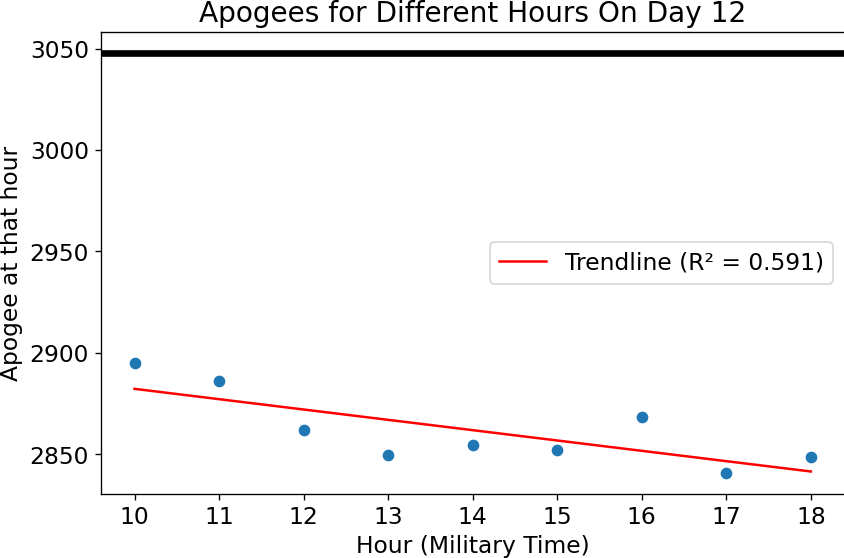 Apogees for Different Hours On Day 12
Apogee at that hour
3050
3000
2950
2900
2850
Trendline (R² = 0.591)
10 11 12 13 14 15 16 17 18
Hour (Military Time)